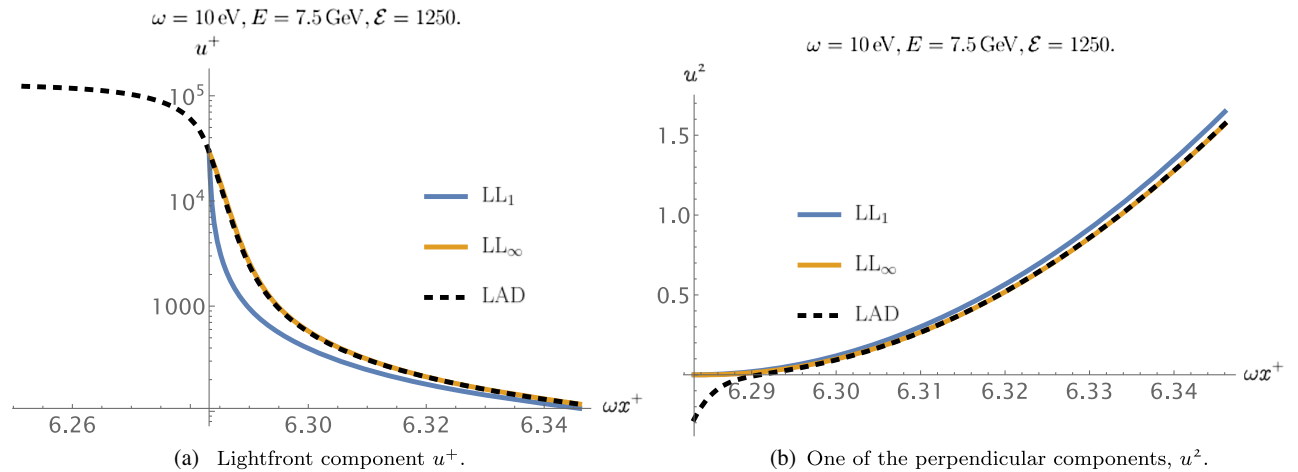 ω = 10 eV, E = 7.5 GeV, ℰ = 1250.
u⁺
10⁵
10⁴
1000
LL₁
LL∞
LAD
6.26
6.30
6.32
6.34
ωx⁺
(a) Lightfront component u⁺.
ω = 10 eV, E = 7.5 GeV, ℰ = 1250.
u²
1.5
1.0
0.5
LL₁
LL∞
LAD
6.29
6.30
6.31
6.32
6.33
6.34
ωx⁺
(b) One of the perpendicular components, u².